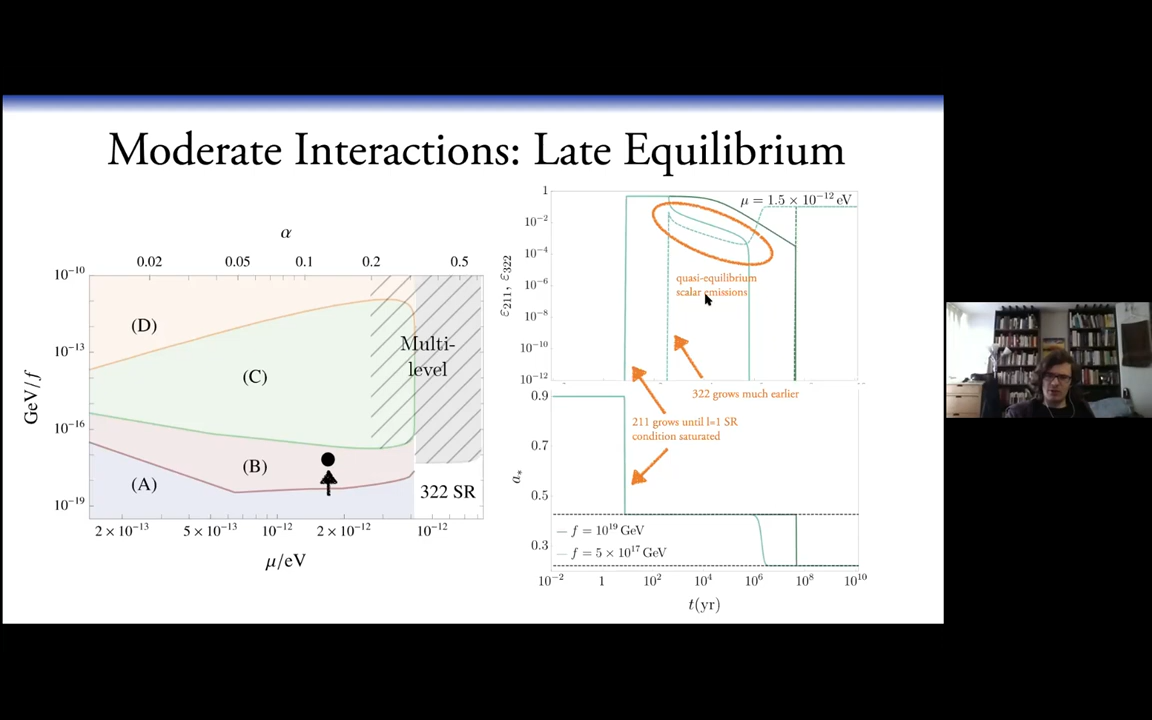 Moderate Interactions: Late Equilibrium
α
0.02 0.05 0.1 0.2 0.5
10⁻¹⁰
10⁻¹³
10⁻¹⁶
10⁻¹⁹
GeV/f
(D)
(C)
(B)
(A)
Multi-
level
322 SR
2 × 10⁻¹³ 5 × 10⁻¹³ 10⁻¹² 2 × 10⁻¹² 10⁻¹²
μ/eV
1
10⁻²
10⁻⁴
10⁻⁶
10⁻⁸
10⁻¹⁰
10⁻¹²
ε₂₁₁, ε₃₂₂
μ = 1.5 × 10⁻¹² eV
quasi-equilibrium
scalar emissions
322 grows much earlier
211 grows until l=1 SR
condition saturated
0.9
0.7
0.5
0.3
a*
— f = 10¹⁹ GeV
— f = 5 × 10¹⁷ GeV
10⁻² 1 10² 10⁴ 10⁶ 10⁸ 10¹⁰
t(yr)